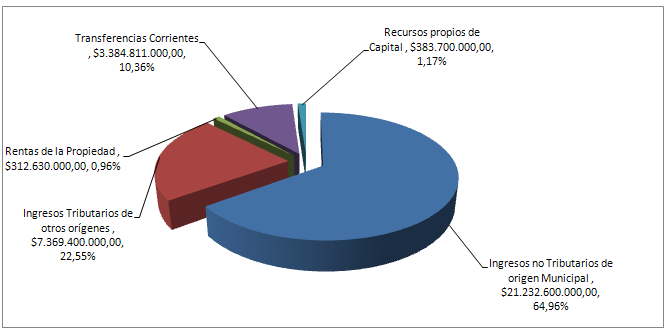 Transferencias Corrientes
, $3.384.811.000,00,
10,36%
Recursos propios de
Capital , $383.700.000,00,
1,17%
Rentas de la Propiedad ,
$312.630.000,00, 0,96%
Ingresos Tributarios de
otros orígenes ,
$7.369.400.000,00,
22,55%
Ingresos no Tributarios de
origen Municipal ,
$21.232.600.000,00,
64,96%